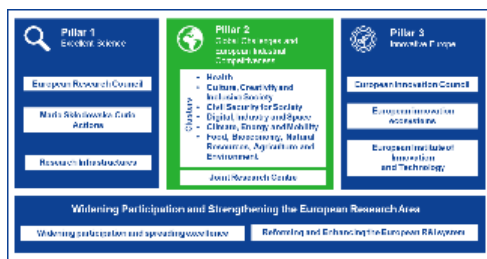 Pillar 1
Excellent Science
European Research Council
Marie Skłodowska-Curie
Actions
Research Infrastructures
Pillar 2
Global Challenges and
European Industrial
Competitiveness
Clusters
• Health
• Culture, Creativity and
Inclusive Society
• Civil Security for Society
• Digital, Industry and Space
• Climate, Energy and Mobility
• Food, Bioeconomy, Natural
Resources, Agriculture and
Environment
Joint Research Centre
Pillar 3
Innovative Europe
European Innovation Council
European innovation
ecosystems
European Institute of
Innovation
and Technology
Widening Participation and Strengthening the European Research Area
Widening participation and spreading excellence
Reforming and Enhancing the European R&I system